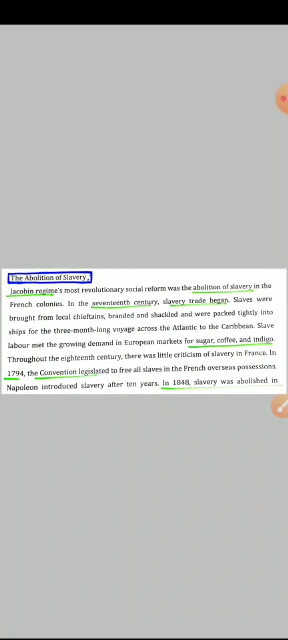 The Abolition of Slavery :
Jacobin regime's most revolutionary social reform was the abolition of slavery in the
French colonies. In the seventeenth century, slavery trade began. Slaves were
brought from local chieftains, branded and shackled and were packed tightly into
ships for the three-month-long voyage across the Atlantic to the Caribbean. Slave
labour met the growing demand in European markets for sugar, coffee, and indigo.
Throughout the eighteenth century, there was little criticism of slavery in France. In
1794, the Convention legislated to free all slaves in the French overseas possessions.
Napoleon introduced slavery after ten years. In 1848, slavery was abolished in